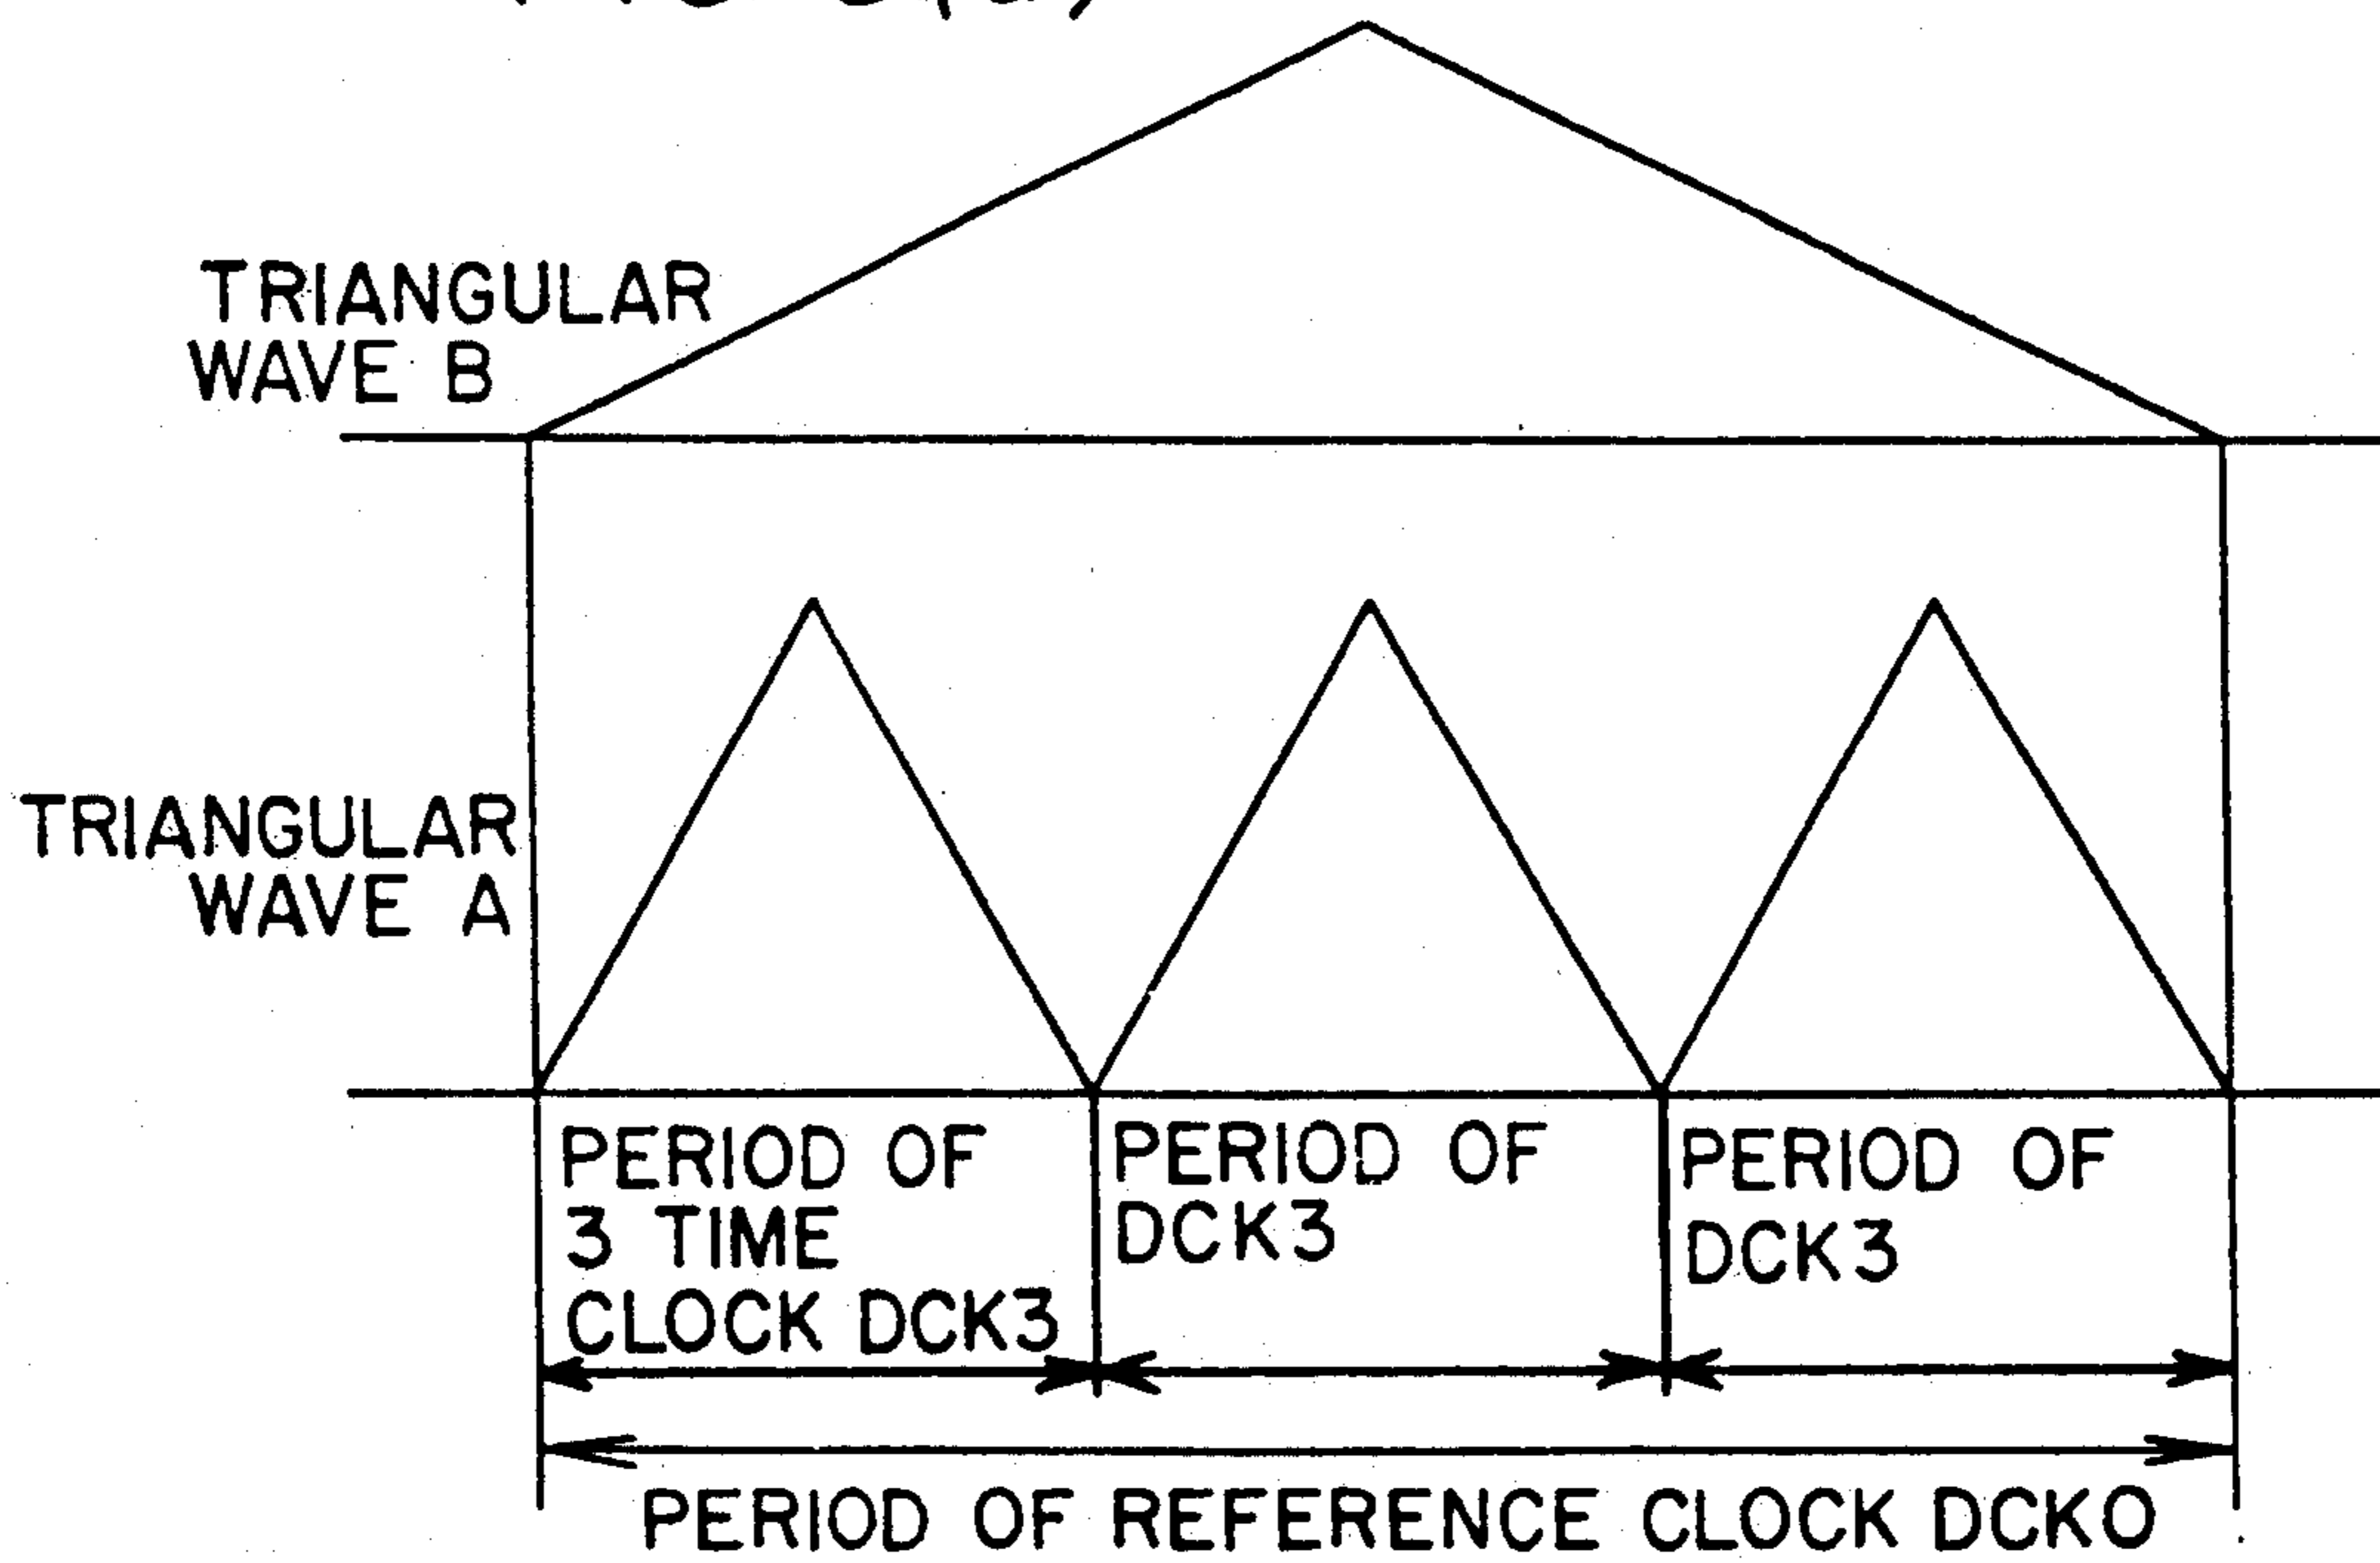 TRIANGULAR
WAVE B
TRIANGULAR
WAVE A
PERIOD OF
3 TIME
CLOCK DCK3
PERIOD OF
DCK3
PERIOD OF
DCK3
PERIOD OF REFERENCE CLOCK DCKO